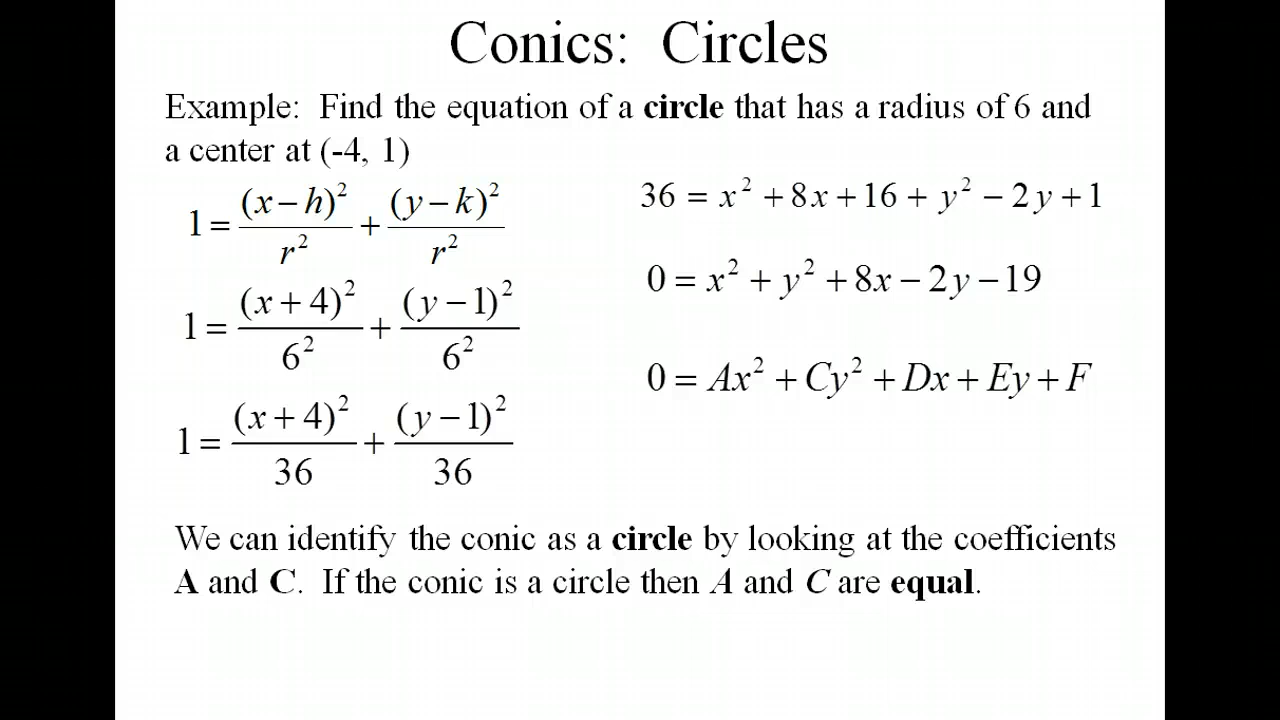 Conics: Circles
Example: Find the equation of a circle that has a radius of 6 and
a center at (-4, 1)
1 = (x − h)²/r² + (y − k)²/r²
1 = (x + 4)²/6² + (y − 1)²/6²
1 = (x + 4)²/36 + (y − 1)²/36
36 = x² + 8x + 16 + y² − 2y + 1
0 = x² + y² + 8x − 2y − 19
0 = Ax² + Cy² + Dx + Ey + F
We can identify the conic as a circle by looking at the coefficients
A and C. If the conic is a circle then A and C are equal.